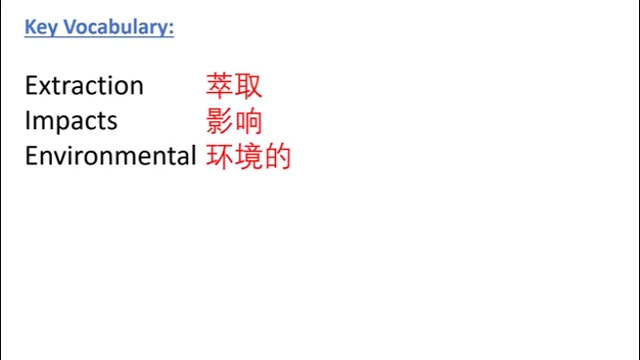 Key Vocabulary:
Extraction 萃取
Impacts 影响
Environmental 环境的